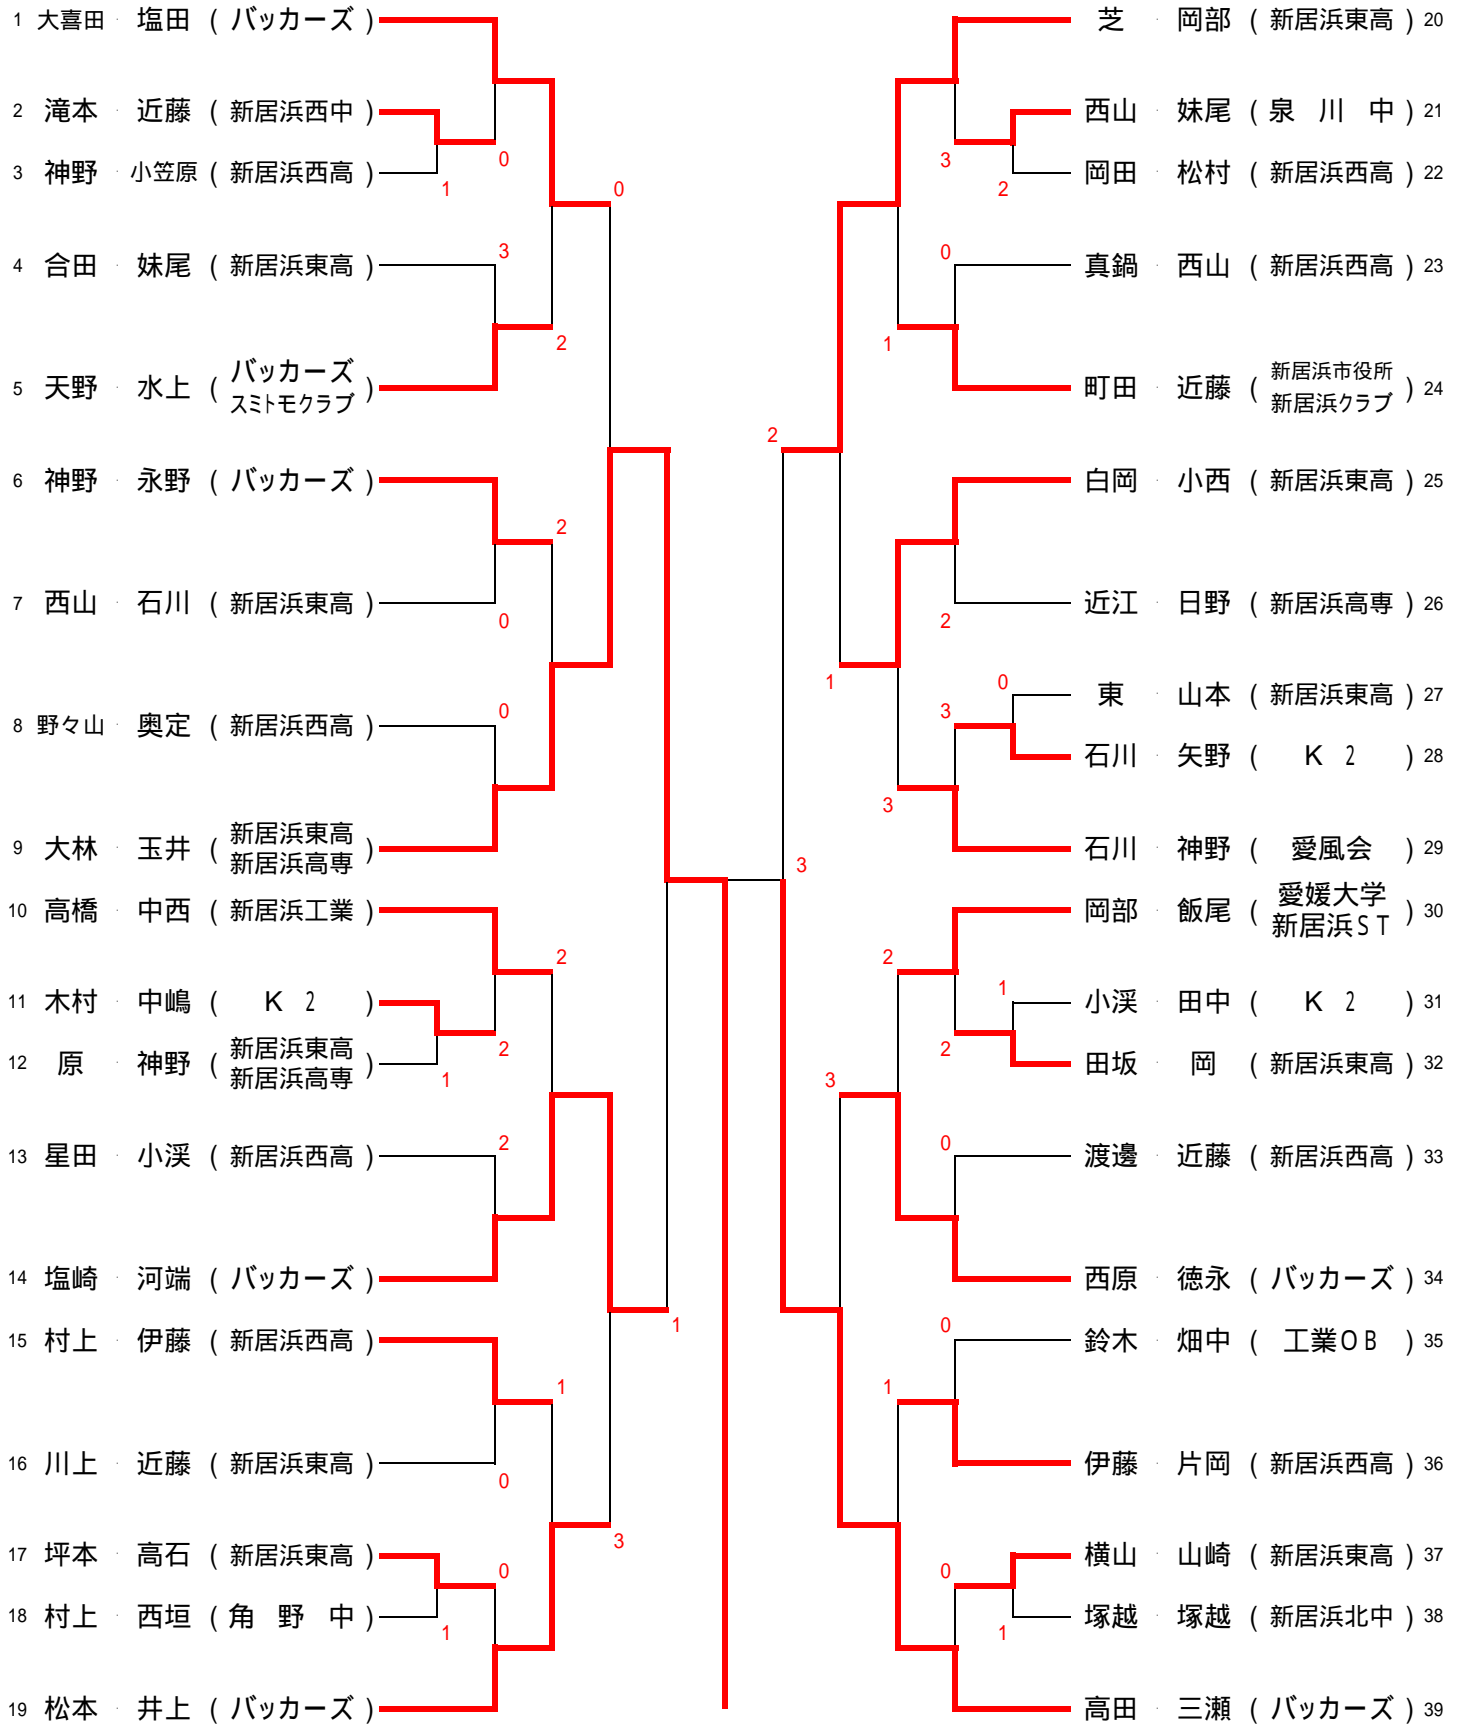 1 大喜田 · 塩田 ( バッカーズ )
2 滝本 · 近藤 ( 新居浜西中 )
0
3 神野 · 小笠原 ( 新居浜西高 )
1
0
3
4 合田 · 妹尾 ( 新居浜東高 )
2
5 天野 · 水上 ( バッカーズ
スミトモクラブ )
6 神野 · 永野 ( バッカーズ )
2
7 西山 · 石川 ( 新居浜東高 )
0
0
8 野々山 · 奥定 ( 新居浜西高 )
9 大林 · 玉井 ( 新居浜東高
新居浜高専 )
10 高橋 · 中西 ( 新居浜工業 )
2
11 木村 · 中嶋 ( K 2 )
2
12 原 · 神野 ( 新居浜東高
新居浜高専 )
1
2
13 星田 · 小渓 ( 新居浜西高 )
14 塩崎 · 河端 ( バッカーズ )
1
15 村上 · 伊藤 ( 新居浜西高 )
1
16 川上 · 近藤 ( 新居浜東高 )
0
3
17 坪本 · 高石 ( 新居浜東高 )
0
18 村上 · 西垣 ( 角 野 中 )
1
19 松本 · 井上 ( バッカーズ )
芝 · 岡部 ( 新居浜東高 ) 20
西山 · 妹尾 ( 泉 川 中 ) 21
3
岡田 · 松村 ( 新居浜西高 ) 22
2
0
真鍋 · 西山 ( 新居浜西高 ) 23
1
町田 · 近藤 ( 新居浜市役所
新居浜クラブ ) 24
2
白岡 · 小西 ( 新居浜東高 ) 25
近江 · 日野 ( 新居浜高専 ) 26
2
1
0
東 · 山本 ( 新居浜東高 ) 27
3
石川 · 矢野 ( K 2 ) 28
3
石川 · 神野 ( 愛風会 ) 29
3
岡部 · 飯尾 ( 愛媛大学
新居浜ST ) 30
2
1
小渓 · 田中 ( K 2 ) 31
2
田坂 · 岡 ( 新居浜東高 ) 32
3
0
渡邊 · 近藤 ( 新居浜西高 ) 33
西原 · 徳永 ( バッカーズ ) 34
0
鈴木 · 畑中 ( 工業OB ) 35
1
伊藤 · 片岡 ( 新居浜西高 ) 36
横山 · 山崎 ( 新居浜東高 ) 37
0
塚越 · 塚越 ( 新居浜北中 ) 38
1
高田 · 三瀬 ( バッカーズ ) 39